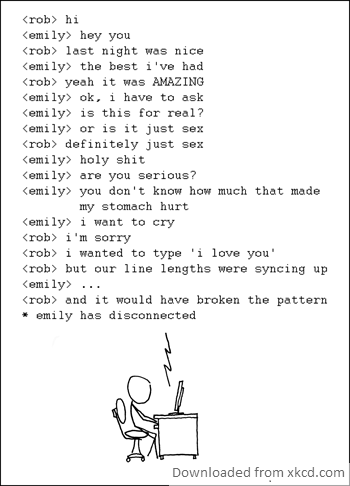 <rob> hi
<emily> hey you
<rob> last night was nice
<emily> the best i've had
<rob> yeah it was AMAZING
<emily> ok, i have to ask
<emily> is this for real?
<emily> or is it just sex
<rob> definitely just sex
<emily> holy shit
<emily> are you serious?
<emily> you don't know how much that made
my stomach hurt
<emily> i want to cry
<rob> i'm sorry
<rob> i wanted to type 'i love you'
<rob> but our line lengths were syncing up
<emily> ...
<rob> and it would have broken the pattern
* emily has disconnected
Downloaded from xkcd.com